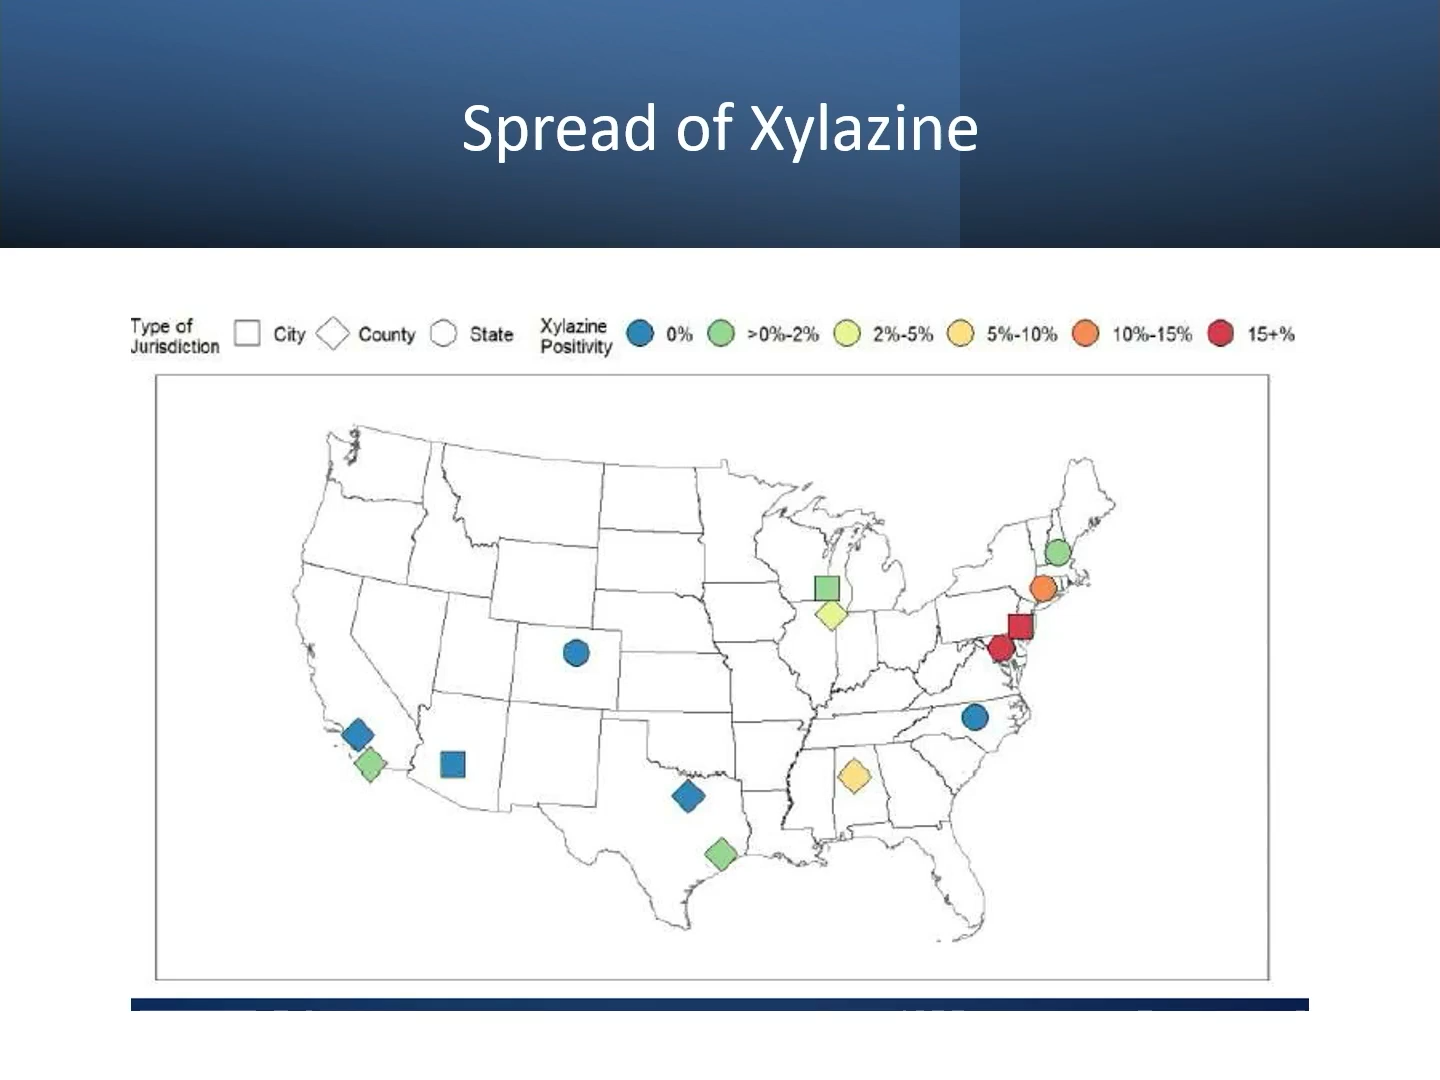 Spread of Xylazine
Type of
Jurisdiction
City
County
State
Xylazine
Positivity
0%
>0%-2%
2%-5%
5%-10%
10%-15%
15+%